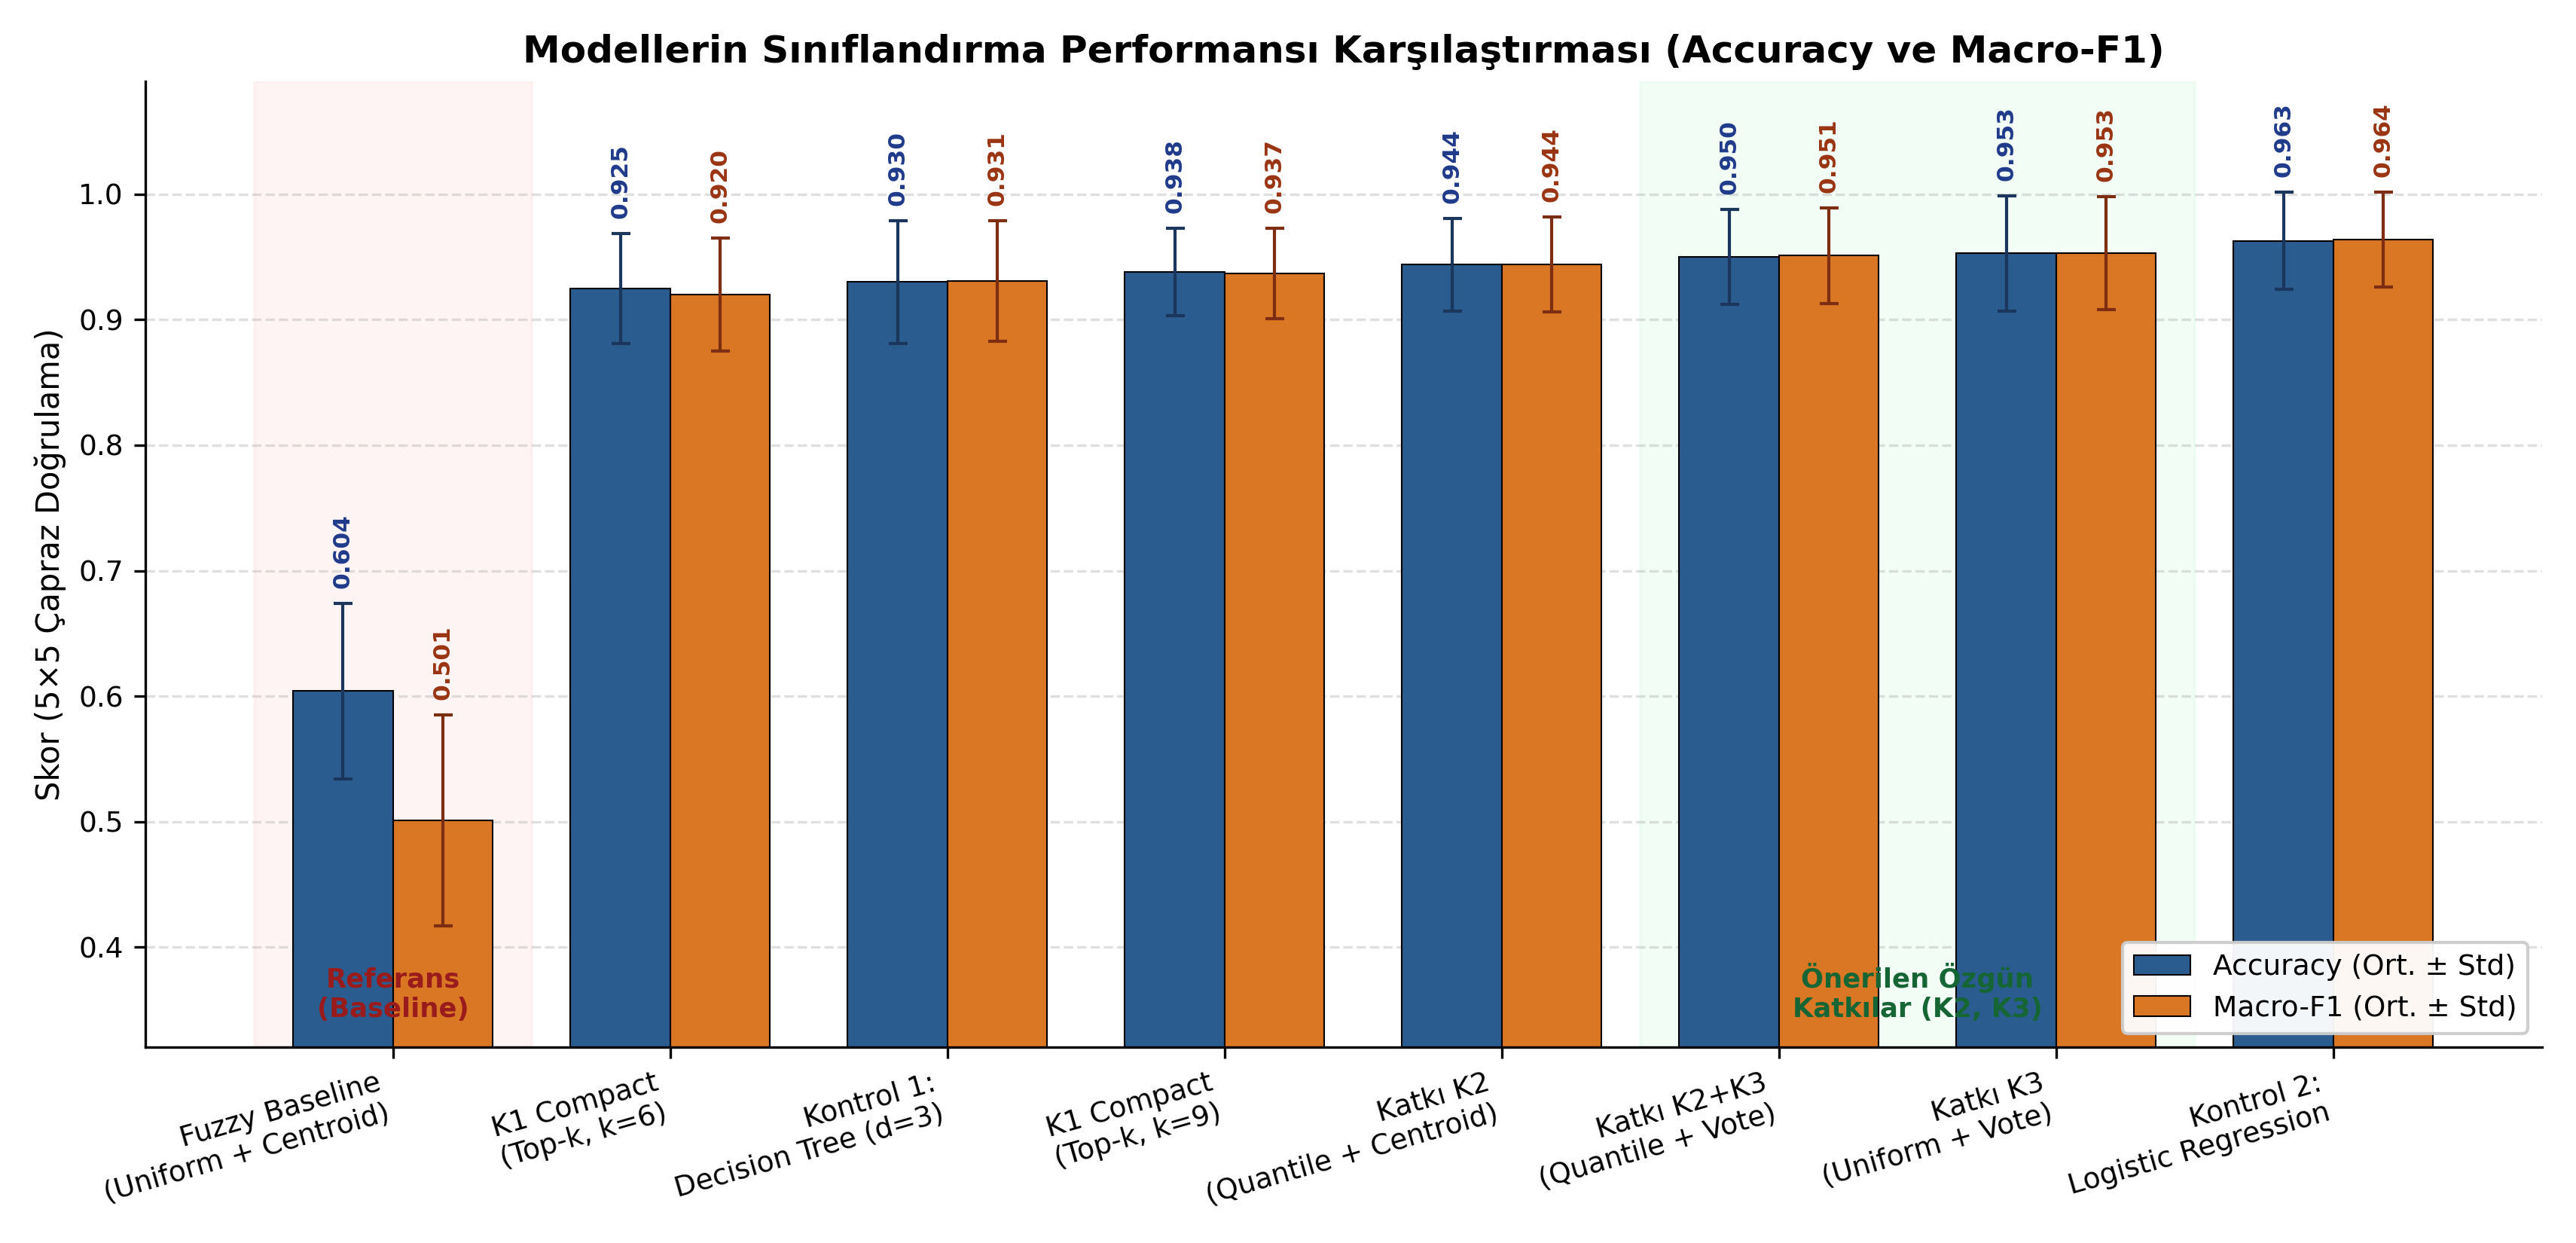 Modellerin Sınıflandırma Performansı Karşılaştırması (Accuracy ve Macro-F1)
Skor (5×5 Çapraz Doğrulama)
1.0
0.9
0.8
0.7
0.6
0.5
0.4
0.604
0.501
0.925
0.920
0.930
0.931
0.938
0.937
0.944
0.944
0.950
0.951
0.953
0.953
0.963
0.964
Referans
(Baseline)
Önerilen Özgün
Katkılar (K2, K3)
Accuracy (Ort. ± Std)
Macro-F1 (Ort. ± Std)
Fuzzy Baseline
(Uniform + Centroid)
K1 Compact
(Top-k, k=6)
Kontrol 1:
Decision Tree (d=3)
K1 Compact
(Top-k, k=9)
Katkı K2
(Quantile + Centroid)
Katkı K2+K3
(Quantile + Vote)
Katkı K3
(Uniform + Vote)
Kontrol 2:
Logistic Regression